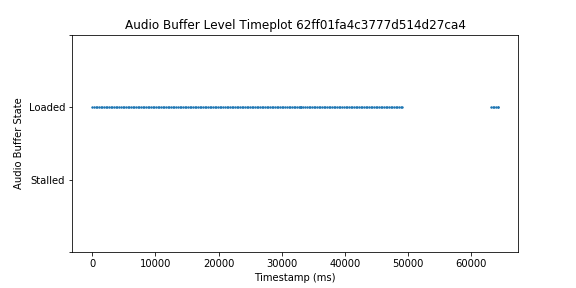 Audio Buffer Level Timeplot 62ff01fa4c3777d514d27ca4
Audio Buffer State
Loaded
Stalled
0 10000 20000 30000 40000 50000 60000
Timestamp (ms)